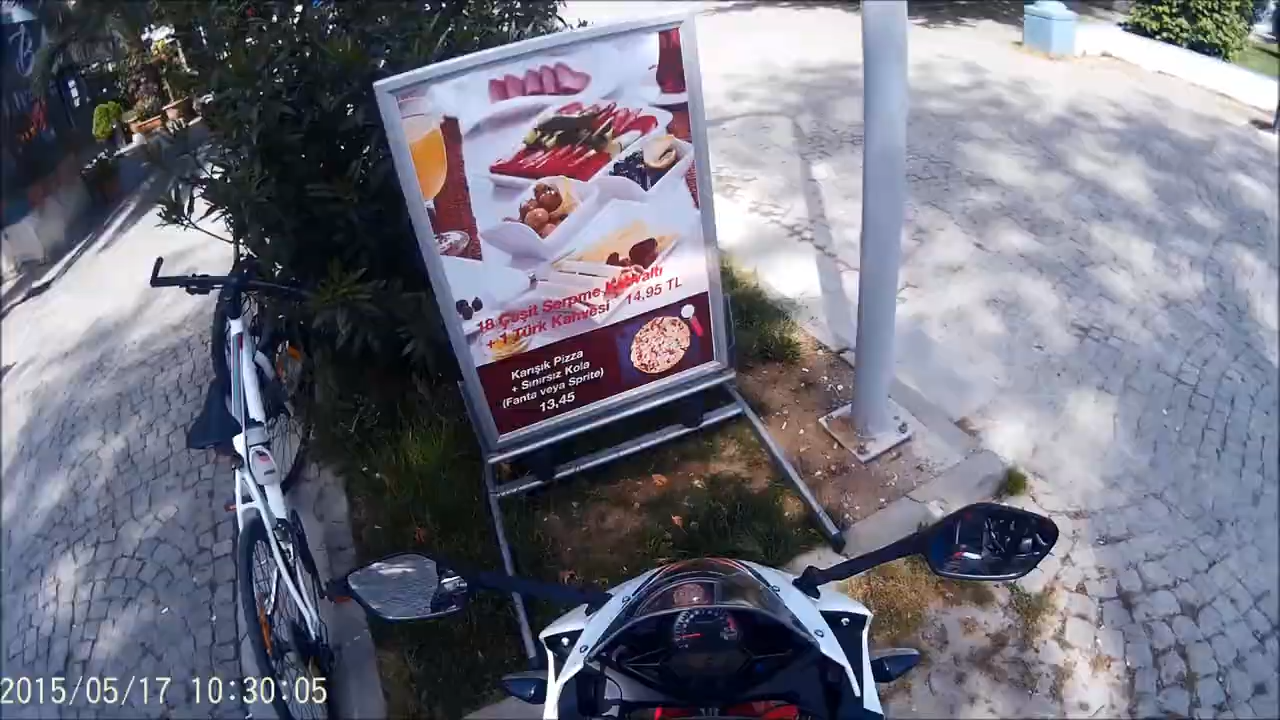 18 Çeşit Serpme Kahvaltı
+ 1 Türk Kahvesi 14,95 TL
Karışık Pizza
+ Sınırsız Kola
(Fanta veya Sprite)
13,45
2015/05/17 10:30:05